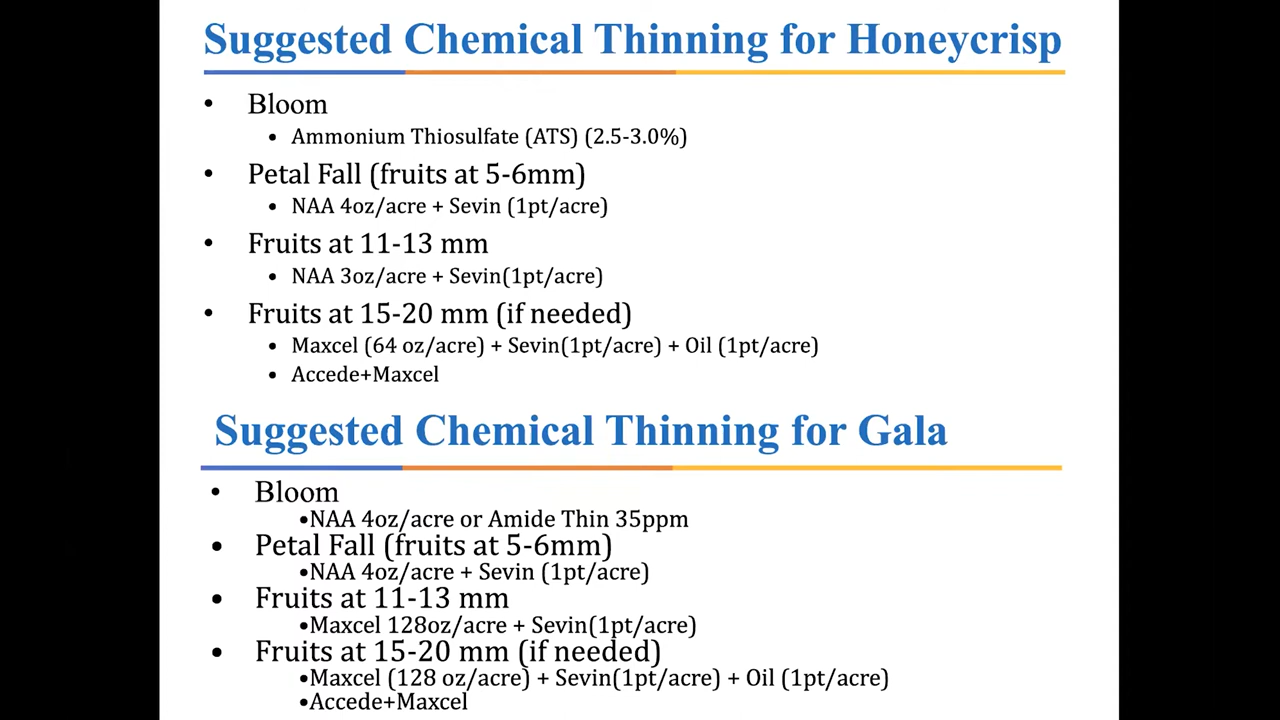 Suggested Chemical Thinning for Honeycrisp
• Bloom
• Ammonium Thiosulfate (ATS) (2.5-3.0%)
• Petal Fall (fruits at 5-6mm)
• NAA 4oz/acre + Sevin (1pt/acre)
• Fruits at 11-13 mm
• NAA 3oz/acre + Sevin(1pt/acre)
• Fruits at 15-20 mm (if needed)
• Maxcel (64 oz/acre) + Sevin(1pt/acre) + Oil (1pt/acre)
• Accede+Maxcel
Suggested Chemical Thinning for Gala
• Bloom
•NAA 4oz/acre or Amide Thin 35ppm
• Petal Fall (fruits at 5-6mm)
•NAA 4oz/acre + Sevin (1pt/acre)
• Fruits at 11-13 mm
•Maxcel 128oz/acre + Sevin(1pt/acre)
• Fruits at 15-20 mm (if needed)
•Maxcel (128 oz/acre) + Sevin(1pt/acre) + Oil (1pt/acre)
•Accede+Maxcel